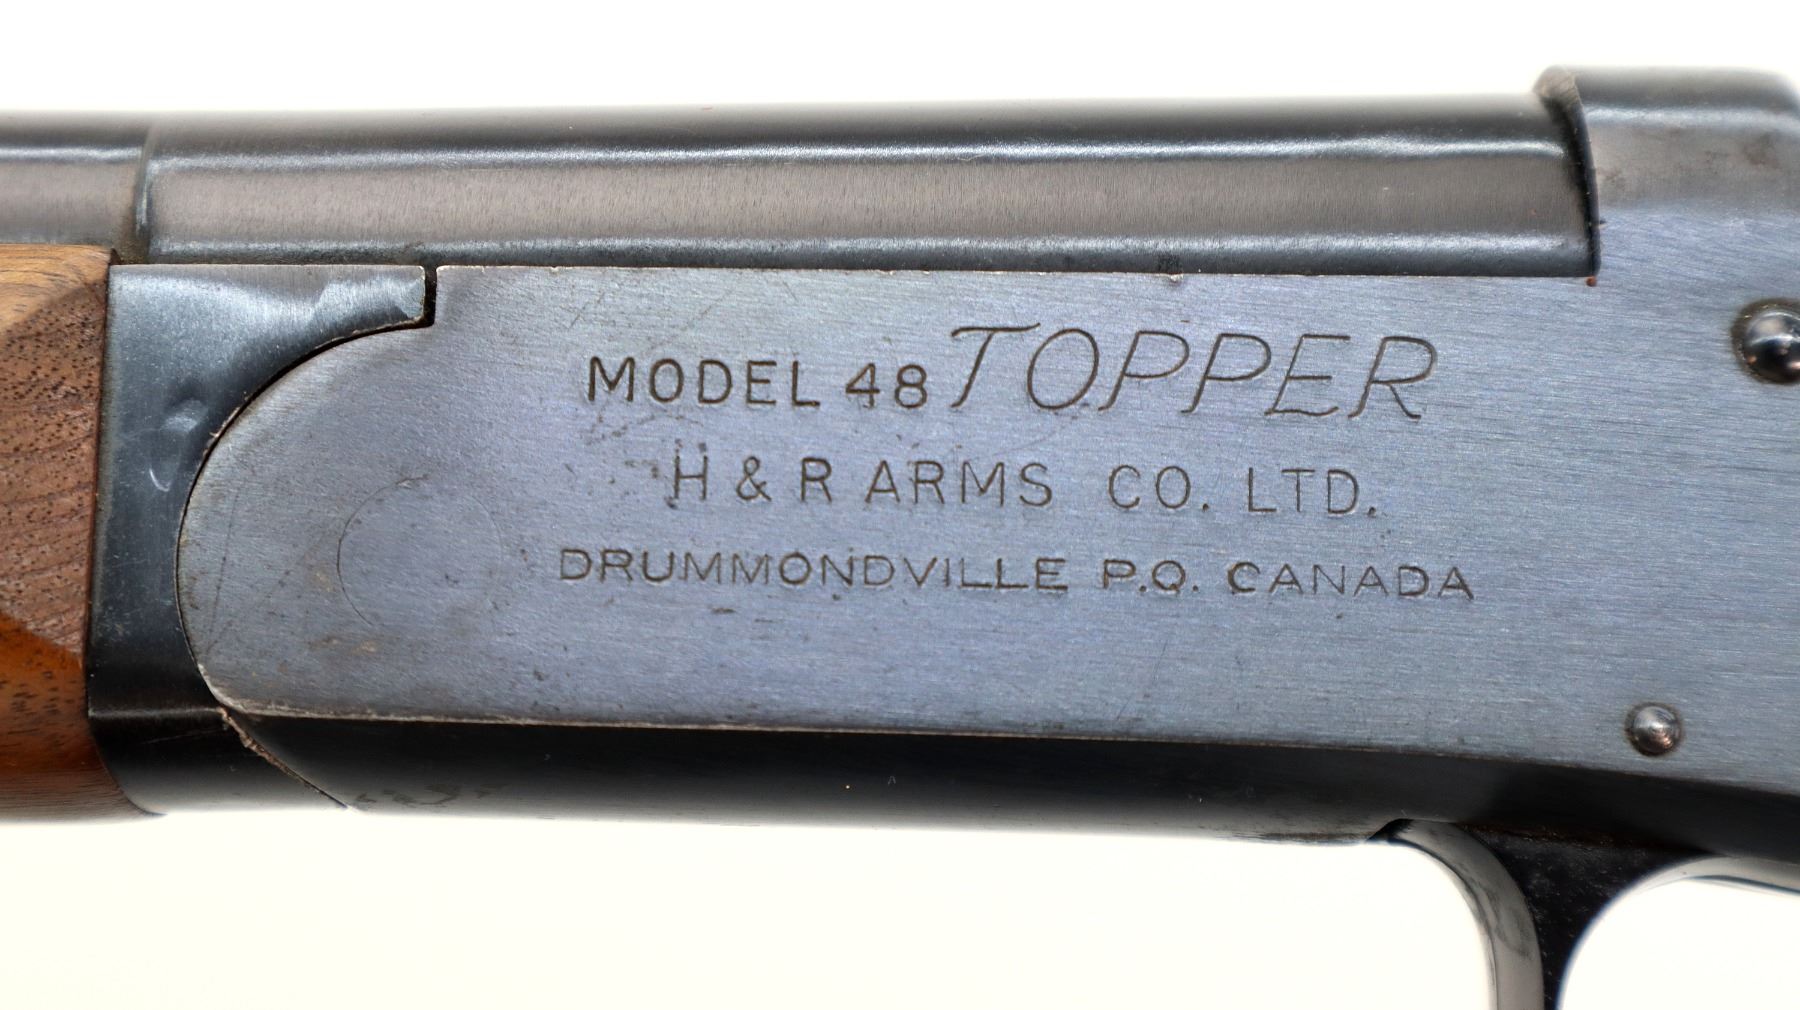 MODEL 48 TOPPER
H & R ARMS CO. LTD.
DRUMMONDVILLE P.Q. CANADA